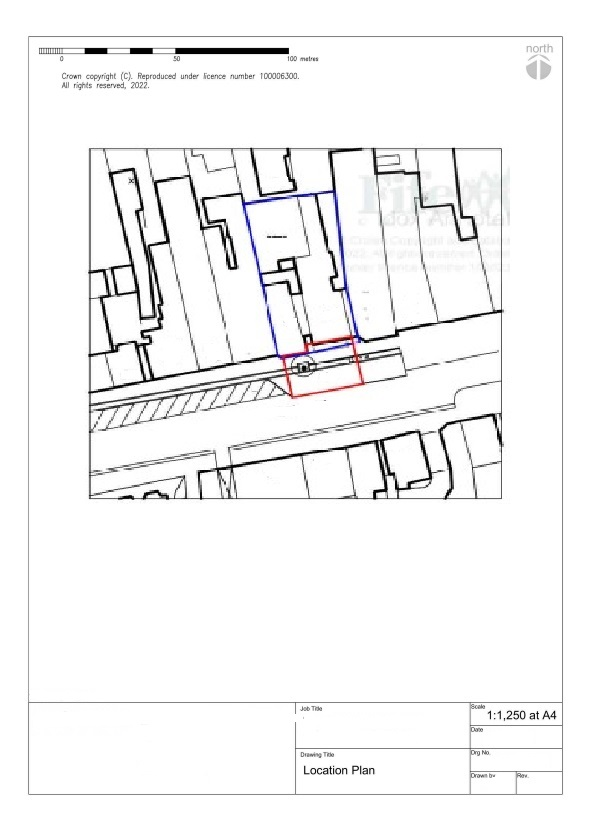 north
0 50 100 metres
Crown copyright (C). Reproduced under licence number 100006300.
All rights reserved, 2022.
Fife
Job Title
Scale
1:1,250 at A4
Date
Drawing Title
Location Plan
Drg No.
Drawn by
Rev.